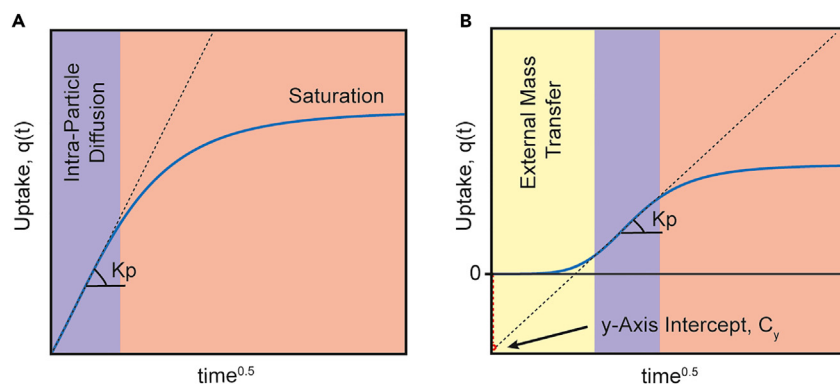 A
Uptake, q(t)
Intra-Particle
Diffusion
Saturation
Kp
time^0.5
B
Uptake, q(t)
0
External Mass
Transfer
Kp
y-Axis Intercept, C_y
time^0.5